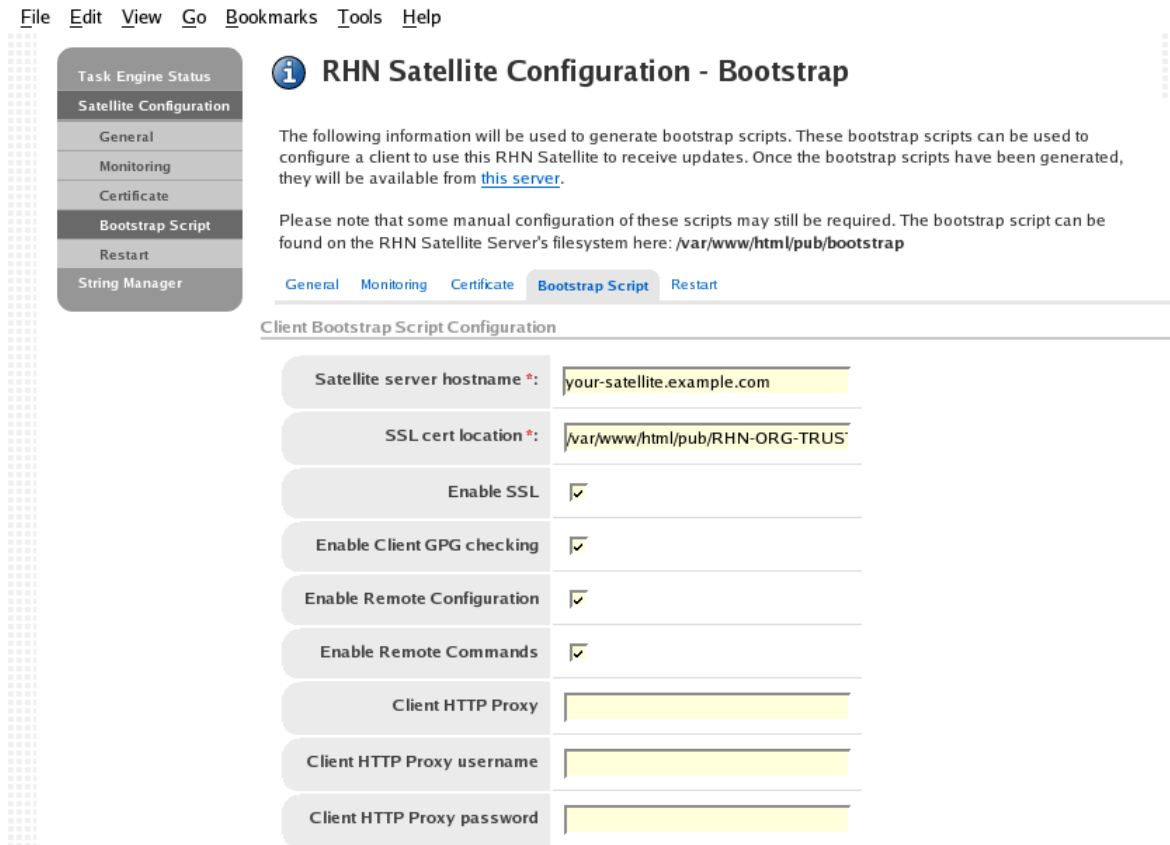 File Edit View Go Bookmarks Tools Help
Task Engine Status
Satellite Configuration
General
Monitoring
Certificate
Bootstrap Script
Restart
String Manager
RHN Satellite Configuration - Bootstrap
The following information will be used to generate bootstrap scripts. These bootstrap scripts can be used to
configure a client to use this RHN Satellite to receive updates. Once the bootstrap scripts have been generated,
they will be available from this server.
Please note that some manual configuration of these scripts may still be required. The bootstrap script can be
found on the RHN Satellite Server's filesystem here: /var/www/html/pub/bootstrap
General Monitoring Certificate Bootstrap Script Restart
Client Bootstrap Script Configuration
Satellite server hostname *: your-satellite.example.com
SSL cert location *: /var/www/html/pub/RHN-ORG-TRUST
Enable SSL
Enable Client GPG checking
Enable Remote Configuration
Enable Remote Commands
Client HTTP Proxy
Client HTTP Proxy username
Client HTTP Proxy password